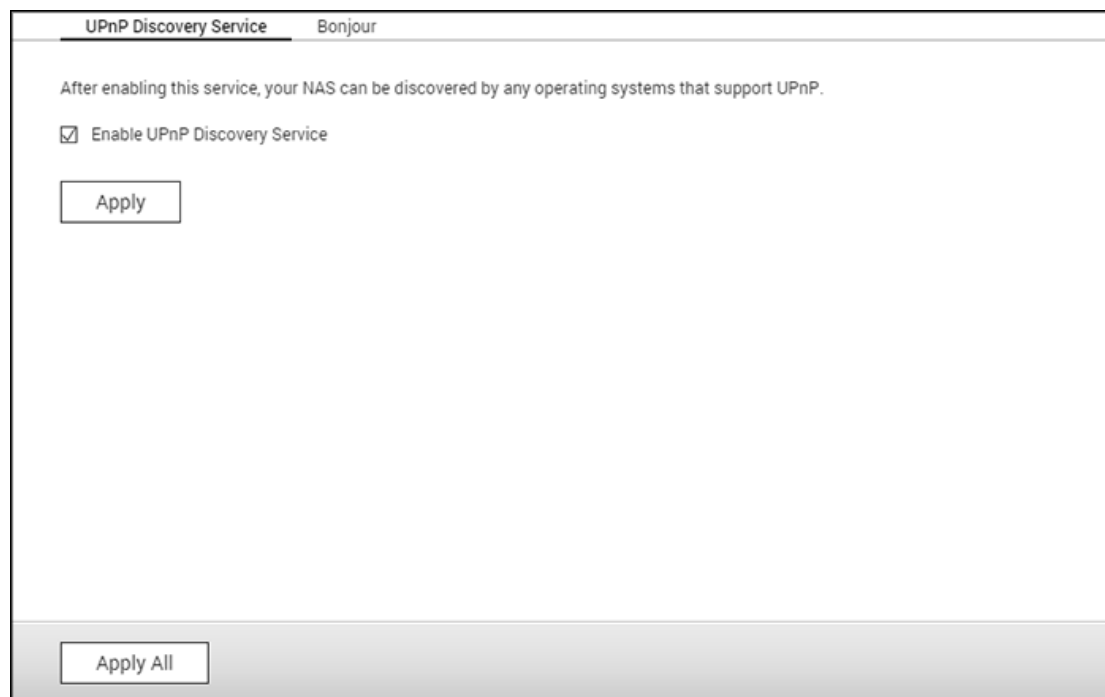 UPnP Discovery Service Bonjour
After enabling this service, your NAS can be discovered by any operating systems that support UPnP.
Enable UPnP Discovery Service
Apply
Apply All